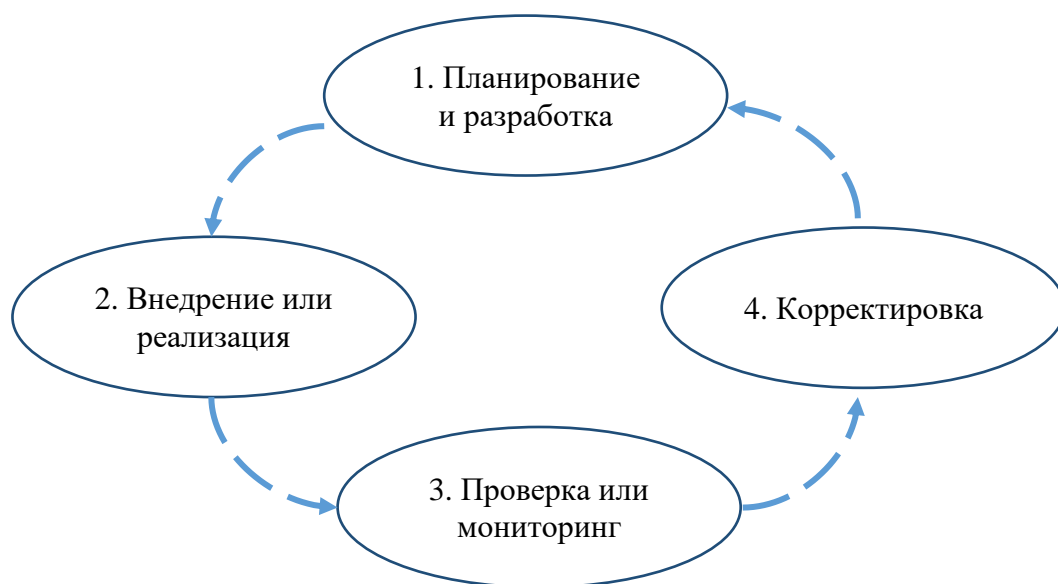 1. Планирование
и разработка
2. Внедрение или
реализация
4. Корректировка
3. Проверка или
мониторинг